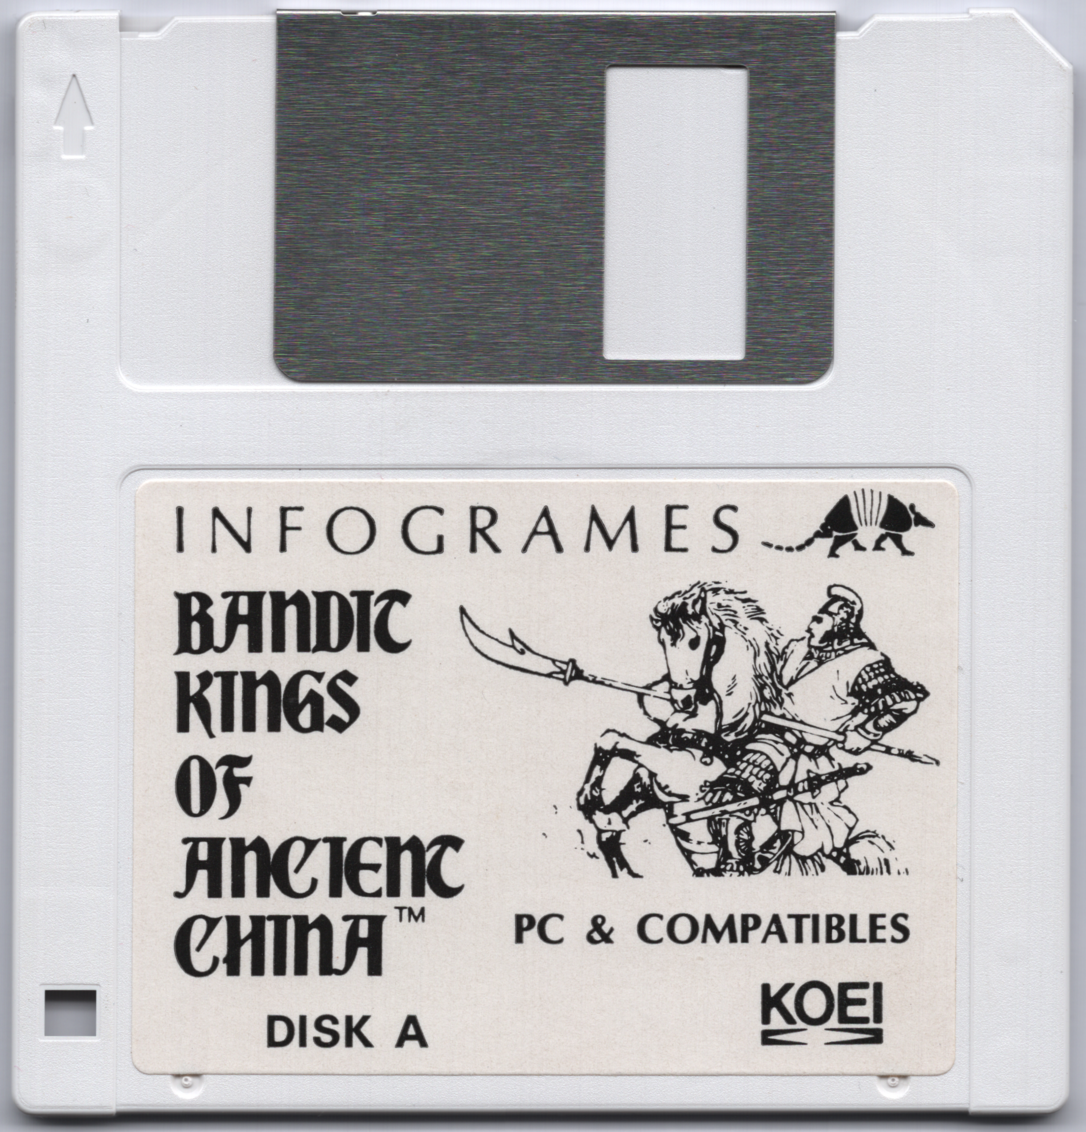 INFOGRAMES
BANDIT
KINGS
OF
ANCIENT
CHINA™
PC & COMPATIBLES
DISK A
KOEI